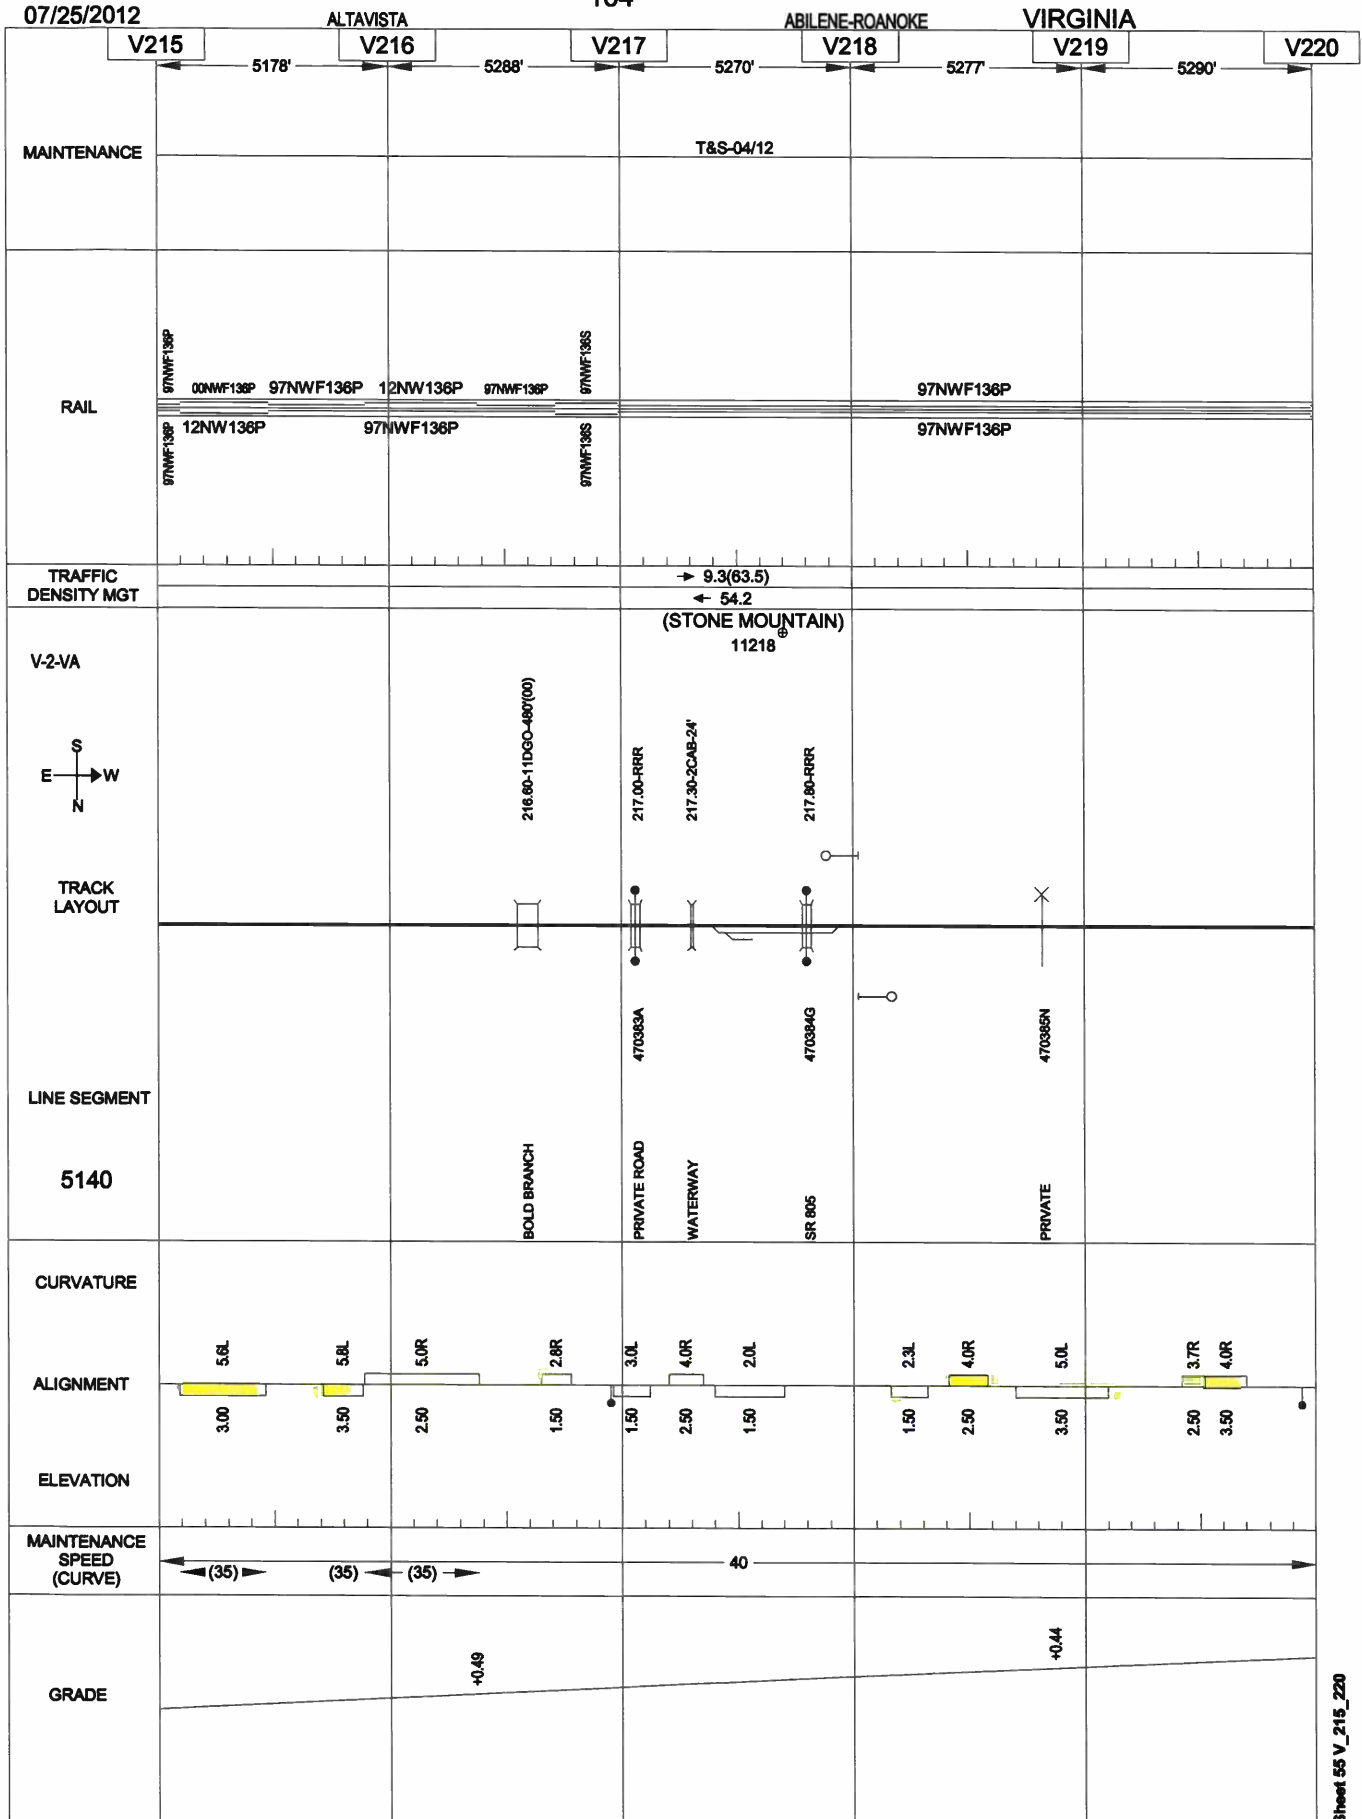 07/25/2012
ALTAVISTA
ABILENE-ROANOKE
VIRGINIA
V215
V216
V217
V218
V219
V220
5178'
5288'
5270'
5277'
5290'
MAINTENANCE
T&S-04/12
97NWF136P
00NWF136P
97NWF136P
12NW136P
97NWF136P
97NWF136S
97NWF136P
RAIL
97NWF136P
12NW136P
97NWF136P
97NWF136S
97NWF136P
TRAFFIC
DENSITY MGT
9.3(63.5)
54.2
(STONE MOUNTAIN)
11218
V-2-VA
S
E W
N
216.60-11DGO-480'(00)
217.00-RRR
217.30-2CAB-24'
217.80-RRR
TRACK
LAYOUT
470383A
470384G
470385N
LINE SEGMENT
5140
BOLD BRANCH
PRIVATE ROAD
WATERWAY
SR 805
PRIVATE
CURVATURE
5.6L
5.8L
5.0R
2.8R
3.0L
4.0R
2.0L
2.3L
4.0R
5.0L
3.7R
4.0R
ALIGNMENT
3.00
3.50
2.50
1.50
1.50
2.50
1.50
1.50
2.50
3.50
2.50
3.50
ELEVATION
MAINTENANCE
SPEED
(CURVE)
(35)
(35)
(35)
40
GRADE
+0.49
+0.44
Sheet 55 V_215_220